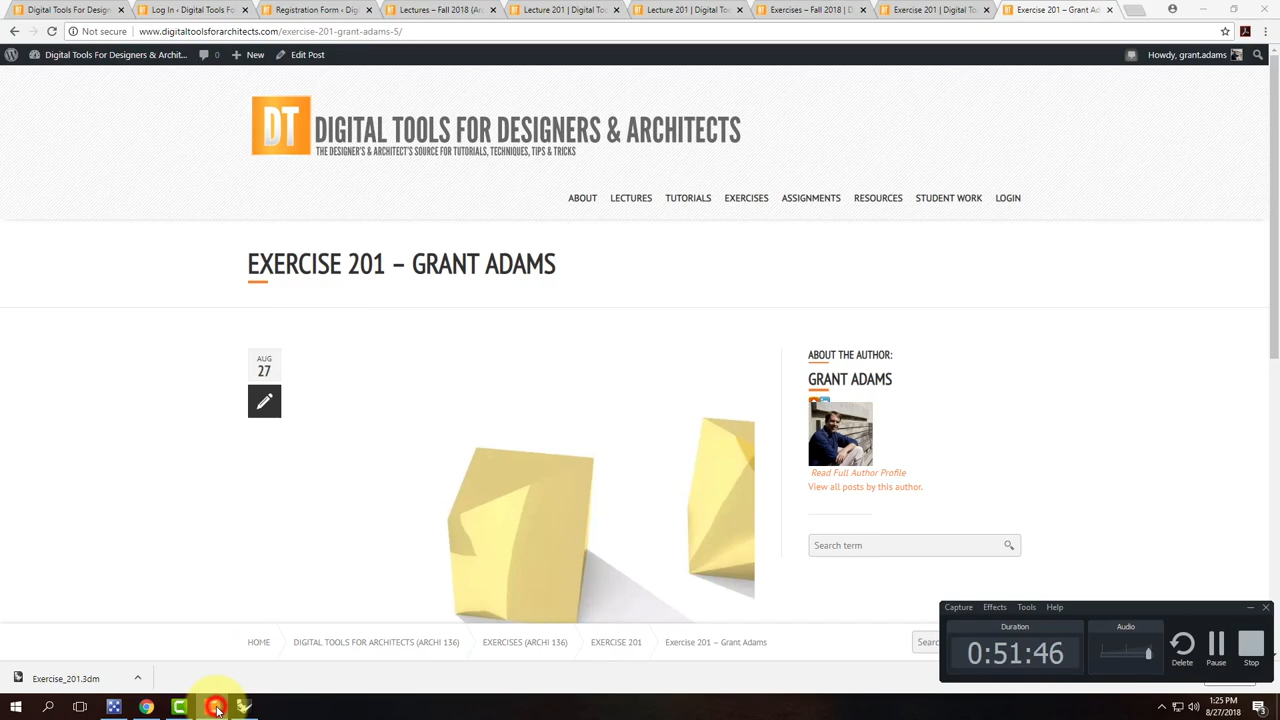 Digital Tools For Design
Log In ‹ Digital Tools Fo
Registration Form ‹ Digi
Lectures – Fall 2018 (Ar
Lecture 201 | Digital Too
Lecture 201 | Digital To
Exercises – Fall 2018 | D
Exercise 201 | Digital To
Exercise 201 – Grant Ad
Not secure
www.digitaltoolsforarchitects.com/exercise-201-grant-adams-5/
Digital Tools For Designers & Archit...
0
New
Edit Post
Howdy, grant.adams
DT
DIGITAL TOOLS FOR DESIGNERS & ARCHITECTS
THE DESIGNER'S & ARCHITECT'S SOURCE FOR TUTORIALS, TECHNIQUES, TIPS & TRICKS
ABOUT LECTURES TUTORIALS EXERCISES ASSIGNMENTS RESOURCES STUDENT WORK LOGIN
EXERCISE 201 – GRANT ADAMS
AUG
27
ABOUT THE AUTHOR:
GRANT ADAMS
Read Full Author Profile
View all posts by this author.
Search term
HOME
DIGITAL TOOLS FOR ARCHITECTS (ARCHI 136)
EXERCISES (ARCHI 136)
EXERCISE 201
Exercise 201 – Grant Adams
Sear
Capture Effects Tools Help
Duration
Audio
0:51:46
Delete
Pause
Stop
Exercise_201.3dm
1:25 PM
8/27/2018
3